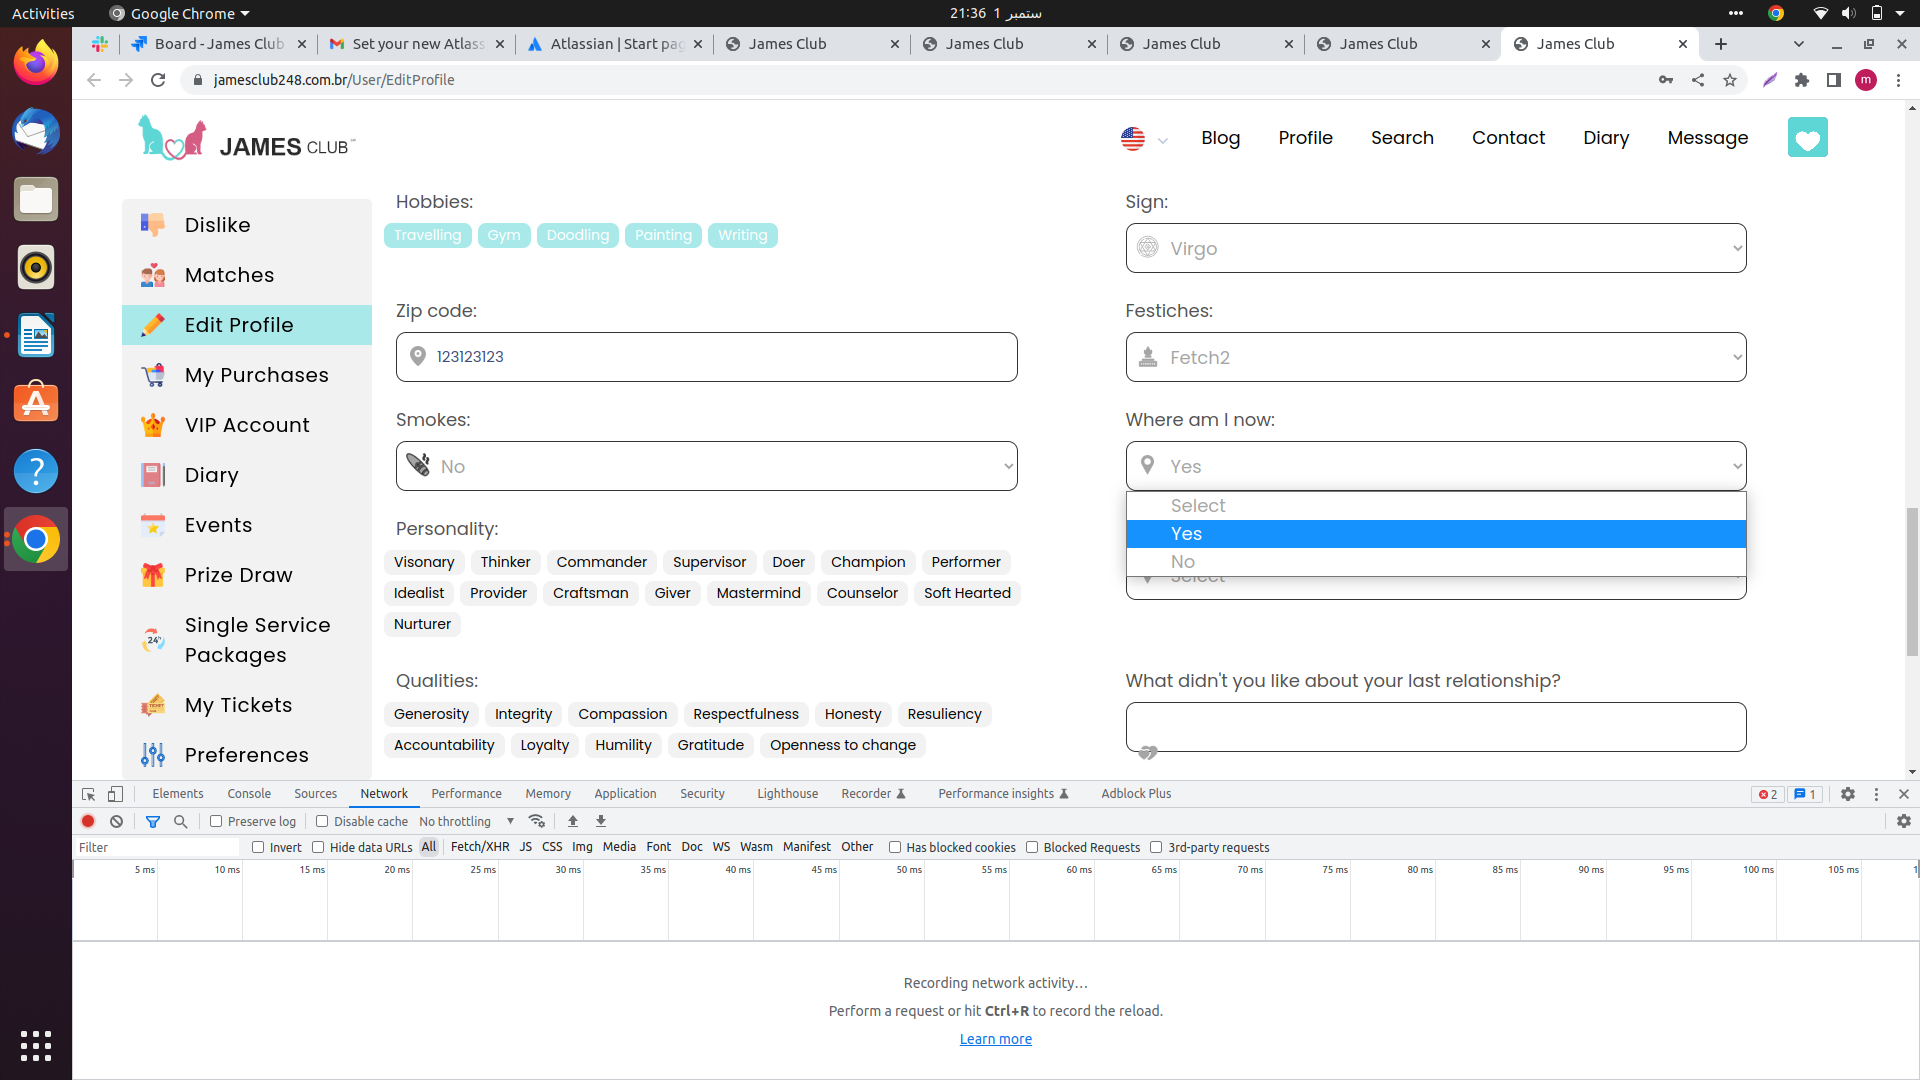 Activities
Google Chrome
21:36 1 ستمبر
Board - James Club
Set your new Atlass
Atlassian | Start pag
James Club
James Club
James Club
James Club
James Club
jamesclub248.com.br/User/EditProfile
m
JAMES CLUB
Blog
Profile
Search
Contact
Diary
Message
Dislike
Matches
Edit Profile
My Purchases
VIP Account
Diary
Events
Prize Draw
24h
Single Service
Packages
My Tickets
Preferences
Hobbies:
Travelling Gym Doodling Painting Writing
Sign:
Virgo
Zip code:
123123123
Festiches:
Fetch2
Smokes:
No
Where am I now:
Yes
Select
Yes
No
Select
Personality:
Visonary Thinker Commander Supervisor Doer Champion Performer
Idealist Provider Craftsman Giver Mastermind Counselor Soft Hearted
Nurturer
Qualities:
Generosity Integrity Compassion Respectfulness Honesty Resuliency
Accountability Loyalty Humility Gratitude Openness to change
What didn't you like about your last relationship?
Elements Console Sources Network Performance Memory Application Security Lighthouse Recorder Performance insights Adblock Plus
2 1
Preserve log Disable cache No throttling
Filter Invert Hide data URLs All Fetch/XHR JS CSS Img Media Font Doc WS Wasm Manifest Other Has blocked cookies Blocked Requests 3rd-party requests
5 ms 10 ms 15 ms 20 ms 25 ms 30 ms 35 ms 40 ms 45 ms 50 ms 55 ms 60 ms 65 ms 70 ms 75 ms 80 ms 85 ms 90 ms 95 ms 100 ms 105 ms 1
Recording network activity…
Perform a request or hit Ctrl+R to record the reload.
Learn more